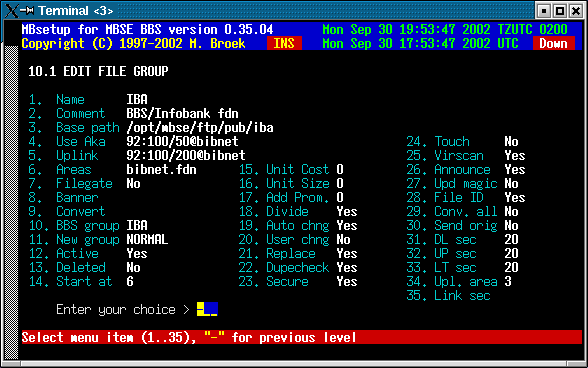 Terminal <3>
MBsetup for MBSE BBS version 0.35.04 Mon Sep 30 19:53:47 2002 TZUTC 0200
Copyright (C) 1997-2002 M. Broek INS Mon Sep 30 17:53:47 2002 UTC Down
10.1 EDIT FILE GROUP
1. Name IBA
2. Comment BBS/Infobank fdn
3. Base path /opt/mbse/ftp/pub/iba
4. Use Aka 92:100/50@bibnet 24. Touch No
5. Uplink 92:100/200@bibnet 25. Virscan Yes
6. Areas bibnet.fdn 15. Unit Cost 0 26. Announce Yes
7. Filegate No 16. Unit Size 0 27. Upd magic No
8. Banner 17. Add Prom. 0 28. File ID Yes
9. Convert 18. Divide Yes 29. Conv. all No
10. BBS group IBA 19. Auto chng Yes 30. Send orig No
11. New group NORMAL 20. User chng No 31. DL sec 20
12. Active Yes 21. Replace Yes 32. UP sec 20
13. Deleted No 22. Dupecheck Yes 33. LT sec 20
14. Start at 6 23. Secure Yes 34. Upl. area 3
35. Link sec
Enter your choice > -
Select menu item (1..35), "-" for previous level